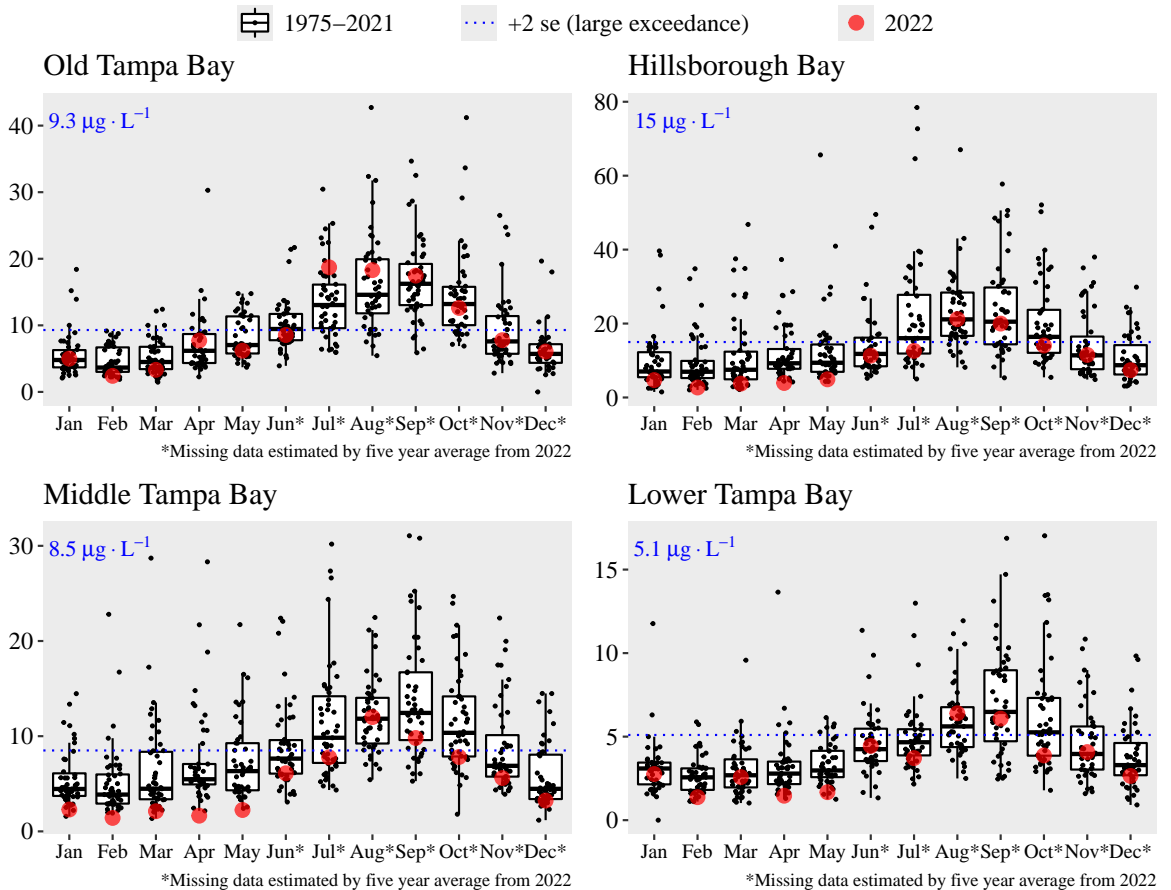 1975–2021 +2 se (large exceedance) 2022
Old Tampa Bay
9.3 μg · L⁻¹
40
30
20
10
0
Jan Feb Mar Apr May Jun* Jul* Aug* Sep* Oct* Nov* Dec*
*Missing data estimated by five year average from 2022
Hillsborough Bay
15 μg · L⁻¹
80
60
40
20
0
Jan Feb Mar Apr May Jun* Jul* Aug* Sep* Oct* Nov* Dec*
*Missing data estimated by five year average from 2022
Middle Tampa Bay
8.5 μg · L⁻¹
30
20
10
0
Jan Feb Mar Apr May Jun* Jul* Aug* Sep* Oct* Nov* Dec*
*Missing data estimated by five year average from 2022
Lower Tampa Bay
5.1 μg · L⁻¹
15
10
5
0
Jan Feb Mar Apr May Jun* Jul* Aug* Sep* Oct* Nov* Dec*
*Missing data estimated by five year average from 2022